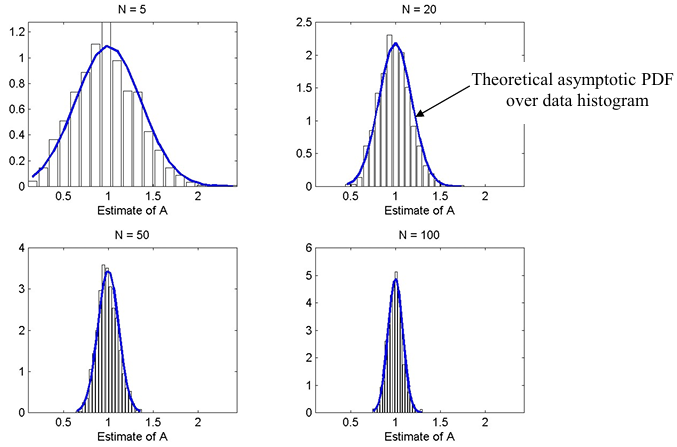 N = 5
1.2
1
0.8
0.6
0.4
0.2
0
0.5 1 1.5 2
Estimate of A
N = 20
2.5
2
1.5
1
0.5
0
0.5 1 1.5 2
Estimate of A
Theoretical asymptotic PDF
over data histogram
N = 50
4
3
2
1
0
0.5 1 1.5 2
Estimate of A
N = 100
6
5
4
3
2
1
0
0.5 1 1.5 2
Estimate of A